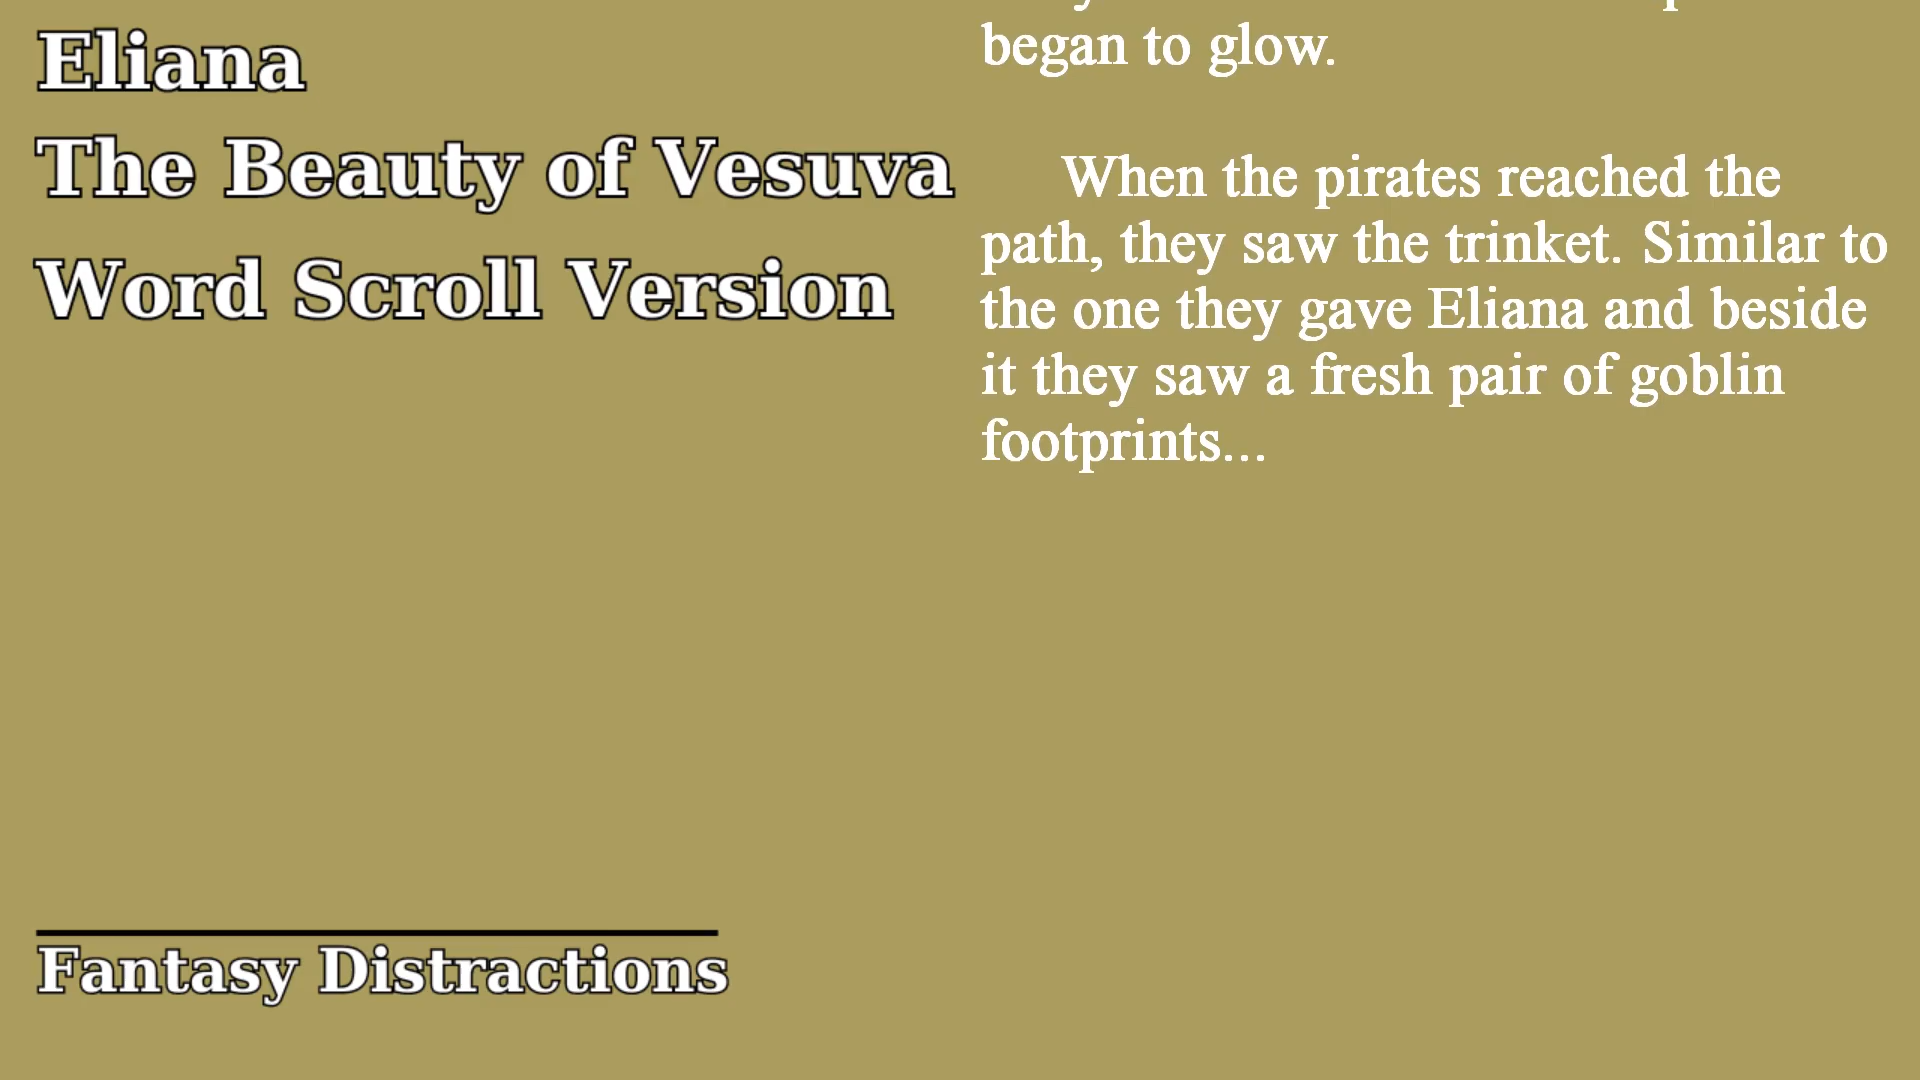 Eliana
The Beauty of Vesuva
Word Scroll Version
began to glow.
When the pirates reached the
path, they saw the trinket. Similar to
the one they gave Eliana and beside
it they saw a fresh pair of goblin
footprints...
Fantasy Distractions